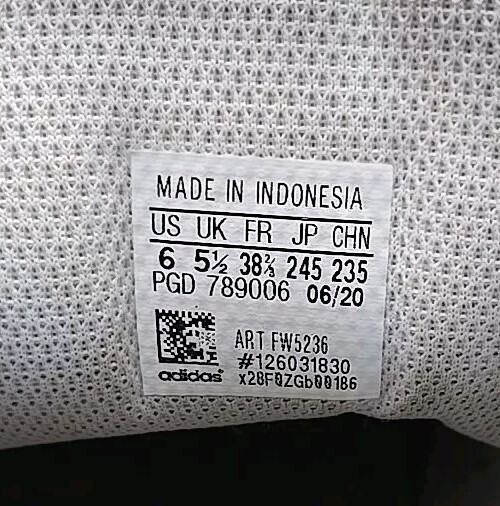 MADE IN INDONESIA
US UK FR JP CHN
6 5½ 38⅔ 245 235
PGD 789006 06/20
ART FW5236
#126031830
adidas x28F0ZGb00186